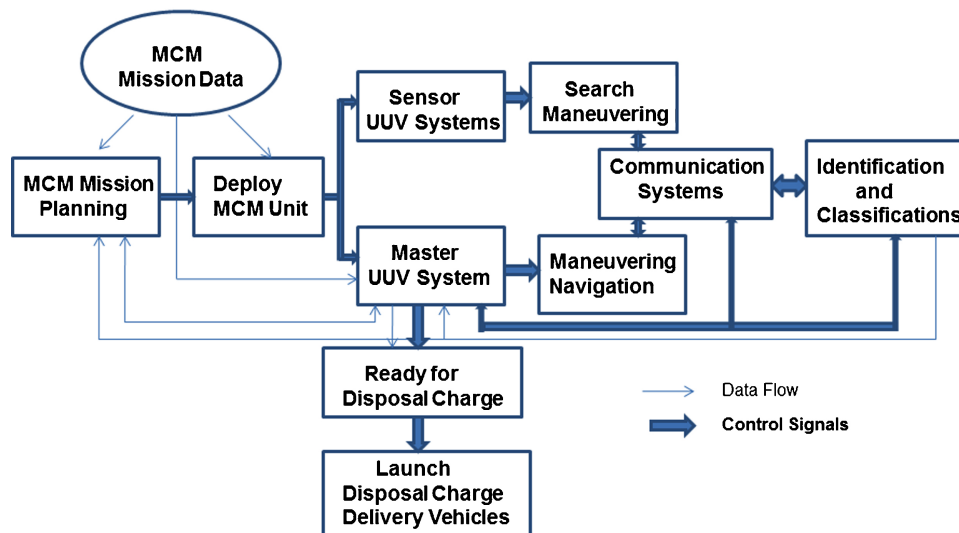 MCM
Mission Data
Sensor
UUV Systems
Search
Maneuvering
MCM Mission
Planning
Deploy
MCM Unit
Communication
Systems
Identification
and
Classifications
Master
UUV System
Maneuvering
Navigation
Ready for
Disposal Charge
Data Flow
Control Signals
Launch
Disposal Charge
Delivery Vehicles